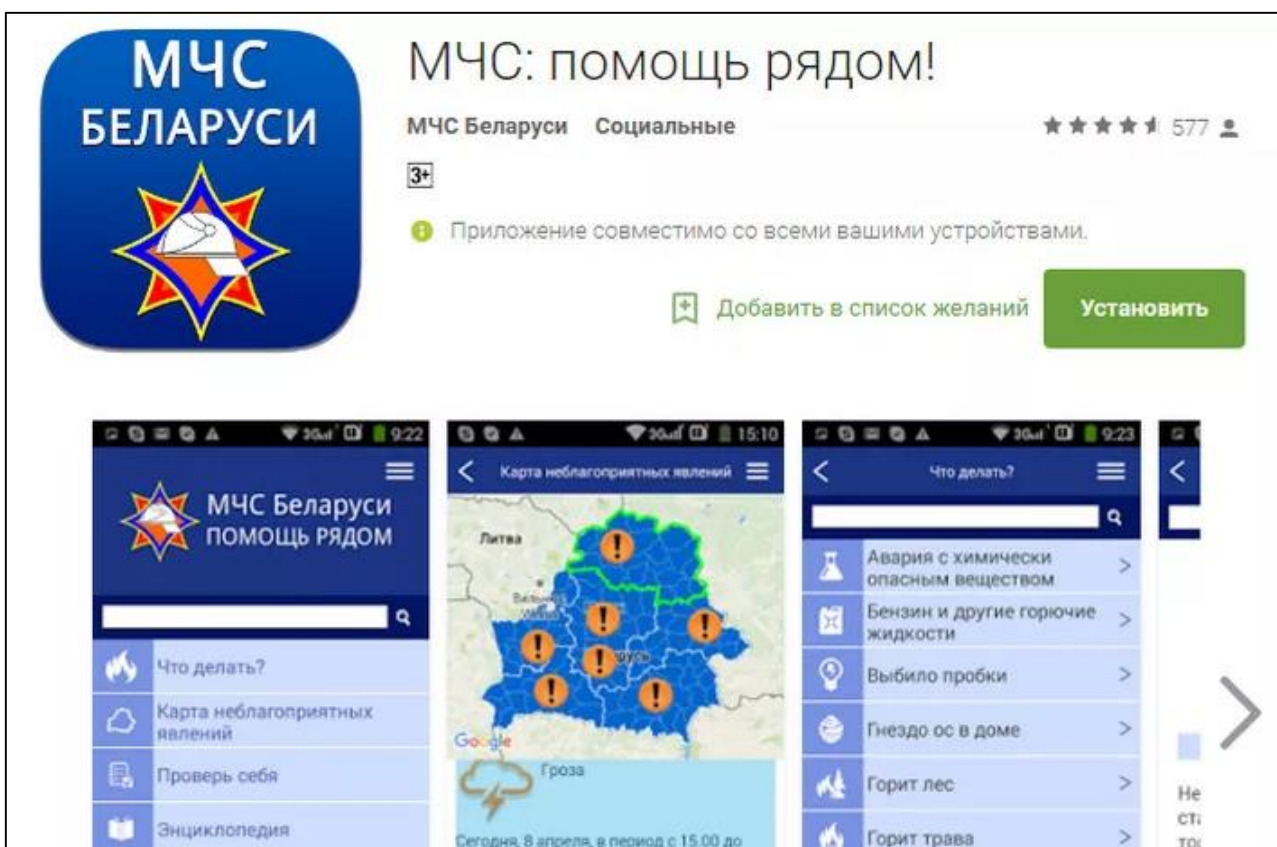 МЧС
БЕЛАРУСИ
МЧС: помощь рядом!
МЧС Беларуси Социальные
577
3+
Приложение совместимо со всеми вашими устройствами.
Добавить в список желаний
Установить
9:22
МЧС Беларуси
ПОМОЩЬ РЯДОМ
Что делать?
Карта неблагоприятных
явлений
Проверь себя
Энциклопедия
15:10
Карта неблагоприятных явлений
Литва
Google
Гроза
Сегодня, 8 апреля, в период с 15.00 до
9:23
Что делать?
Авария с химически
опасным веществом
Бензин и другие горючие
жидкости
Выбило пробки
Гнездо ос в доме
Горит лес
Горит трава
Не